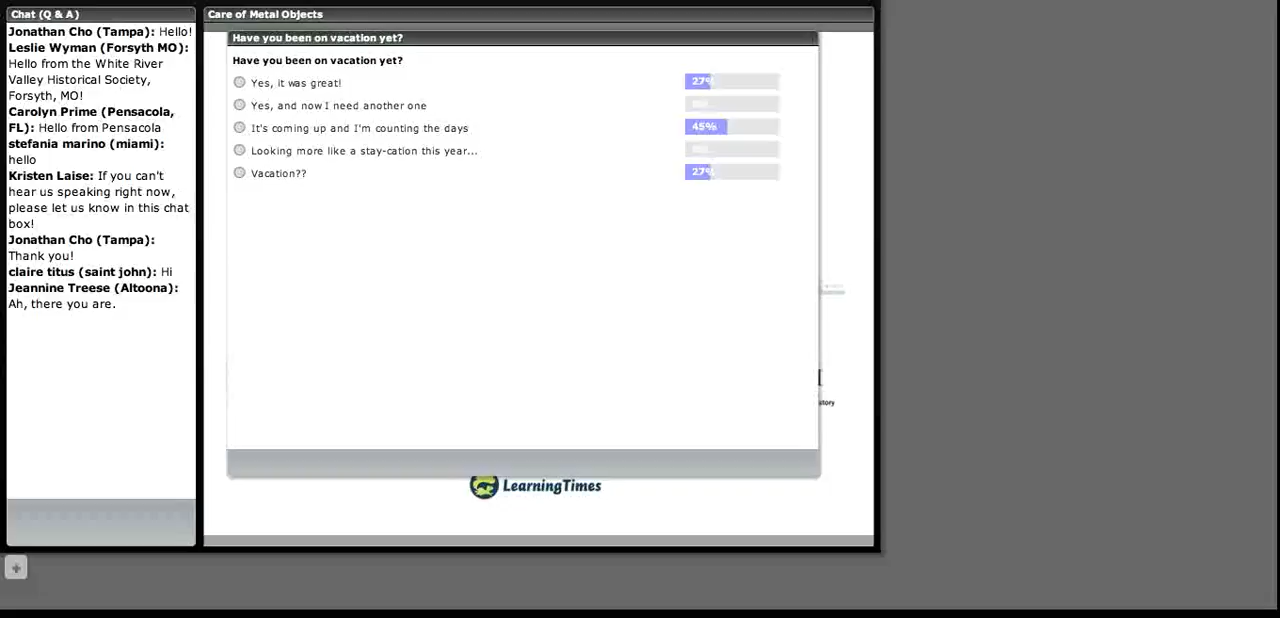 Chat (Q & A)
Jonathan Cho (Tampa): Hello!
Leslie Wyman (Forsyth MO):
Hello from the White River
Valley Historical Society,
Forsyth, MO!
Carolyn Prime (Pensacola,
FL): Hello from Pensacola
stefania marino (miami):
hello
Kristen Laise: If you can't
hear us speaking right now,
please let us know in this chat
box!
Jonathan Cho (Tampa):
Thank you!
claire titus (saint john): Hi
Jeannine Treese (Altoona):
Ah, there you are.
Care of Metal Objects
Have you been on vacation yet?
Have you been on vacation yet?
Yes, it was great! 27%
Yes, and now I need another one
It's coming up and I'm counting the days 45%
Looking more like a stay-cation this year...
Vacation?? 27%
LearningTimes